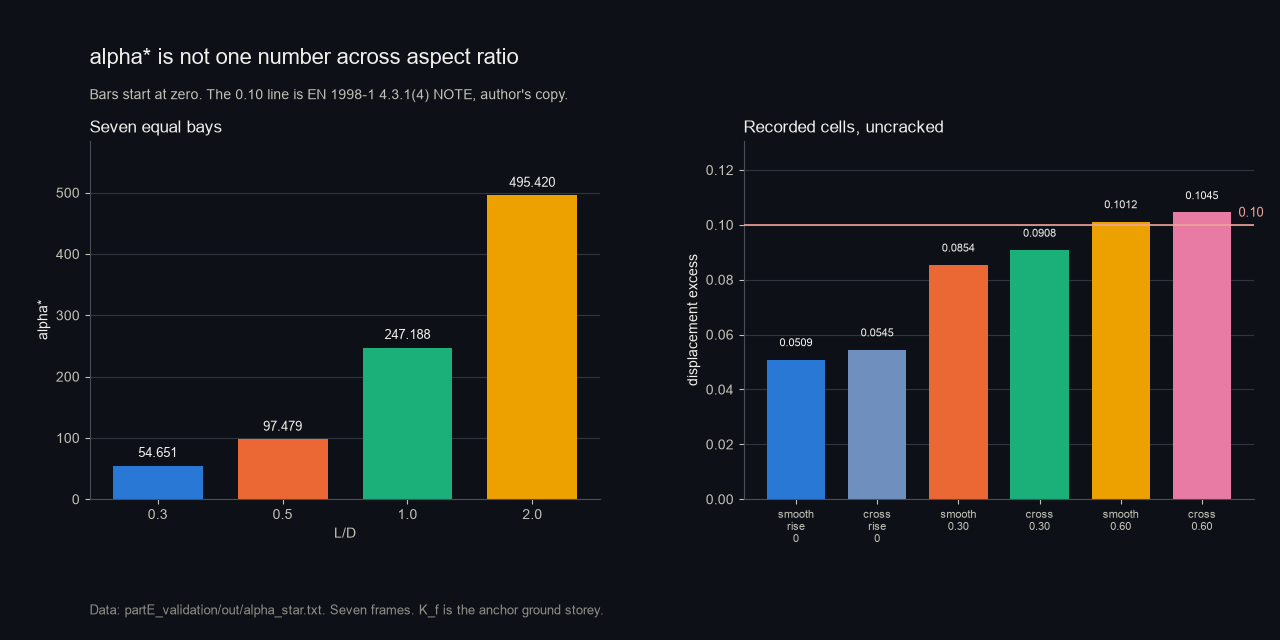 alpha* is not one number across aspect ratio
Bars start at zero. The 0.10 line is EN 1998-1 4.3.1(4) NOTE, author's copy.
Seven equal bays
500
400
300
200
100
0
alpha*
54.651
97.479
247.188
495.420
0.3
0.5
1.0
2.0
L/D
Recorded cells, uncracked
0.12
0.10
0.08
0.06
0.04
0.02
0.00
displacement excess
0.0509
0.0545
0.0854
0.0908
0.1012
0.1045
0.10
smooth
rise
0
cross
rise
0
smooth
0.30
cross
0.30
smooth
0.60
cross
0.60
Data: partE_validation/out/alpha_star.txt. Seven frames. K_f is the anchor ground storey.